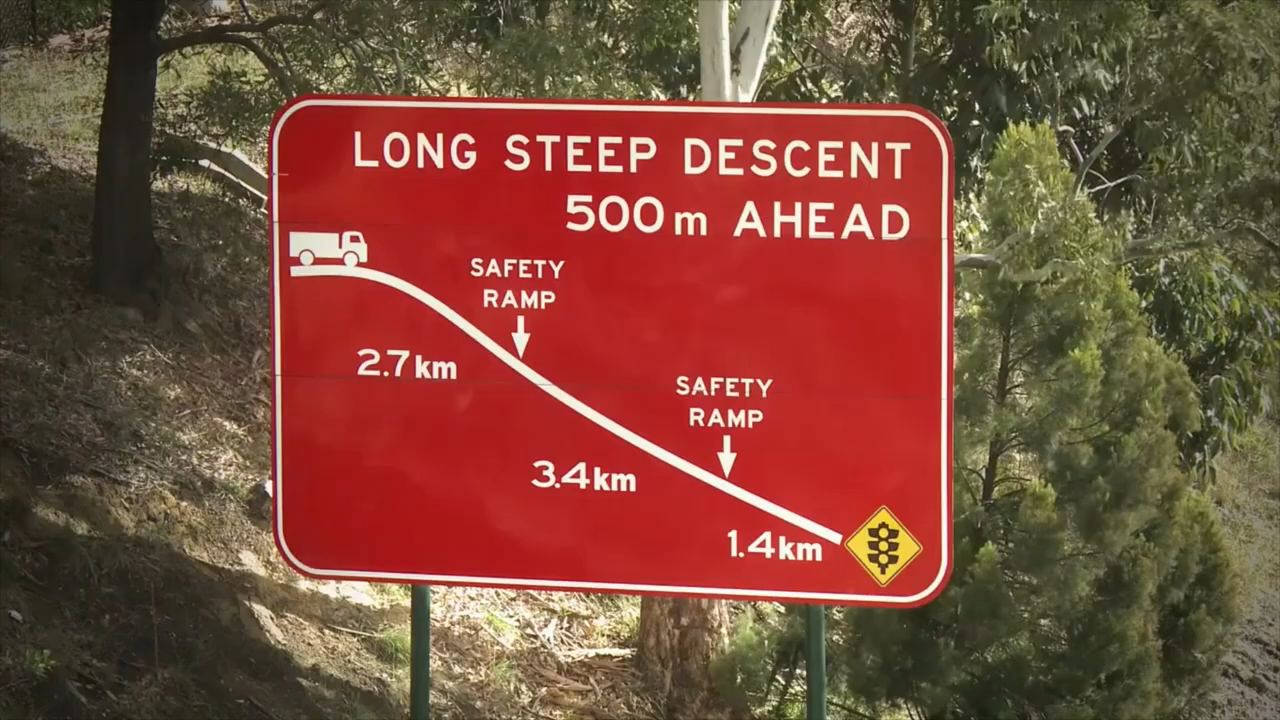 LONG STEEP DESCENT
500m AHEAD
SAFETY
RAMP
2.7km
SAFETY
RAMP
3.4km
1.4km